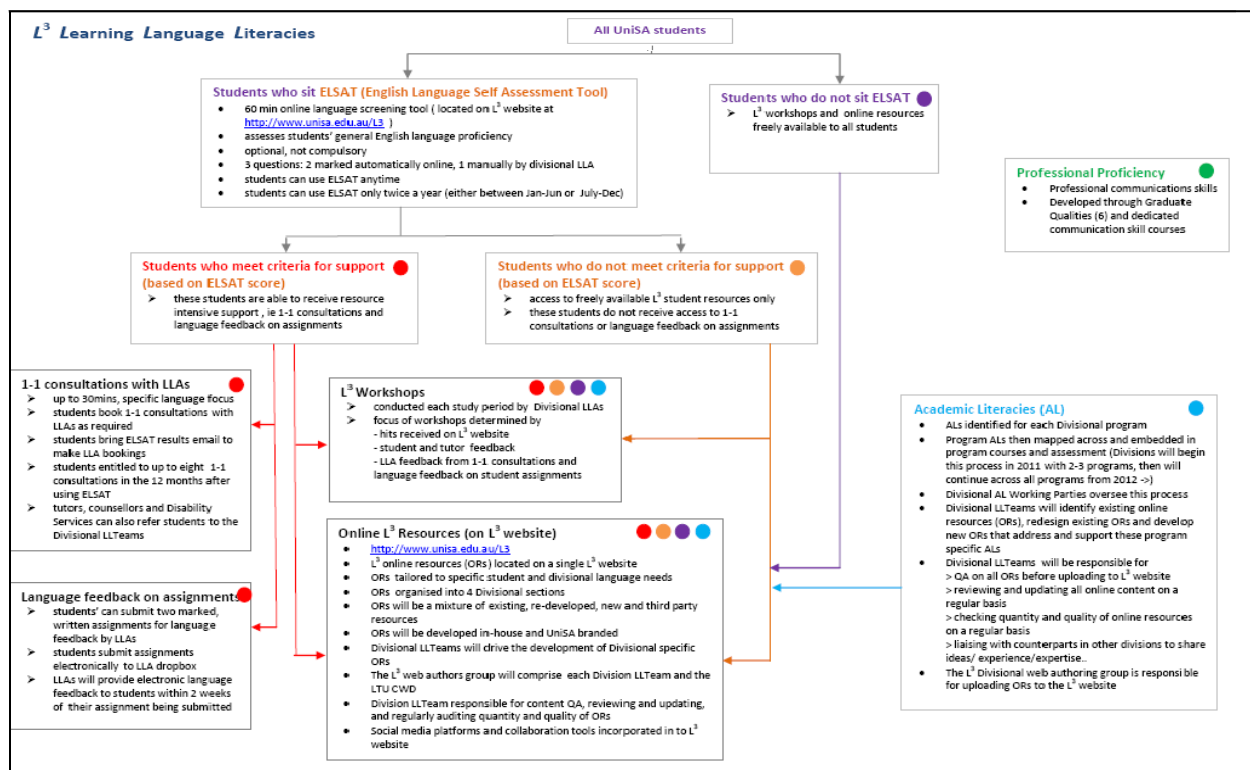 L³ Learning Language Literacies
All UniSA students
Students who sit ELSAT (English Language Self Assessment Tool)
60 min online language screening tool ( located on L³ website at
http://www.unisa.edu.au/L3 )
assesses students' general English language proficiency
optional, not compulsory
3 questions: 2 marked automatically online, 1 manually by divisional LLA
students can use ELSAT anytime
students can use ELSAT only twice a year (either between Jan-Jun or July-Dec)
Students who do not sit ELSAT
L³ workshops and online resources
freely available to all students
Professional Proficiency
Professional communications skills
Developed through Graduate
Qualities (6) and dedicated
communication skill courses
Students who meet criteria for support
(based on ELSAT score)
these students are able to receive resource
intensive support , ie 1-1 consultations and
language feedback on assignments
Students who do not meet criteria for support
(based on ELSAT score)
access to freely available L³ student resources only
these students do not receive access to 1-1
consultations or language feedback on assignments
1-1 consultations with LLAs
up to 30mins, specific language focus
students book 1-1 consultations with
LLAs as required
students bring ELSAT results email to
make LLA bookings
students entitled to up to eight 1-1
consultations in the 12 months after
using ELSAT
tutors, counsellors and Disability
Services can also refer students to the
Divisional LLTeams
L³ Workshops
conducted each study period by Divisional LLAs
focus of workshops determined by
- hits received on L³ website
- student and tutor feedback
- LLA feedback from 1-1 consultations and
language feedback on student assignments
Academic Literacies (AL)
ALs identified for each Divisional program
Program ALs then mapped across and embedded in
program courses and assessment (Divisions will begin
this process in 2011 with 2-3 programs, then will
continue across all programs from 2012 ->)
Divisional AL Working Parties oversee this process
Divisional LLTeams will identify existing online
resources (ORs), redesign existing ORs and develop
new ORs that address and support these program
specific ALs
Divisional LLTeams will be responsible for
> QA on all ORs before uploading to L³ website
> reviewing and updating all online content on a
regular basis
> checking quantity and quality of online resources
on a regular basis
> liaising with counterparts in other divisions to share
ideas/ experience/expertise..
The L³ Divisional web authoring group is responsible
for uploading ORs to the L³ website
Language feedback on assignments
students' can submit two marked,
written assignments for language
feedback by LLAs
students submit assignments
electronically to LLA dropbox
LLAs will provide electronic language
feedback to students within 2 weeks
of their assignment being submitted
Online L³ Resources (on L³ website)
http://www.unisa.edu.au/L3
L³ online resources (ORs) located on a single L³ website
ORs tailored to specific student and divisional language needs
ORs organised into 4 Divisional sections
ORs will be a mixture of existing, re-developed, new and third party
resources
ORs will be developed in-house and UniSA branded
Divisional LLTeams will drive the development of Divisional specific
ORs
The L³ web authors group will comprise each Division LLTeam and the
LTU CWD
Division LLTeam responsible for content QA, reviewing and updating,
and regularly auditing quantity and quality of ORs
Social media platforms and collaboration tools incorporated in to L³
website